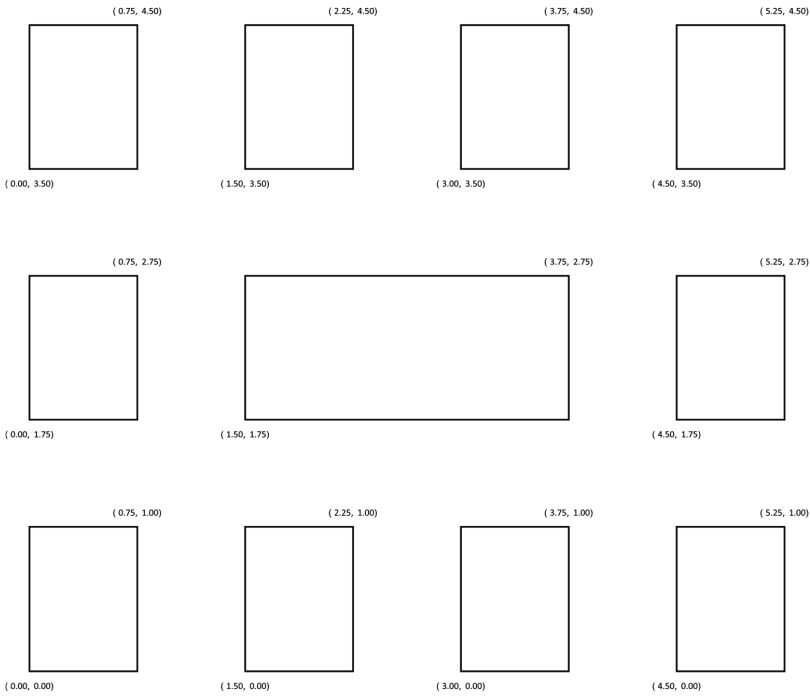 ( 0.75, 4.50) ( 2.25, 4.50) ( 3.75, 4.50) ( 5.25, 4.50)
( 0.00, 3.50) ( 1.50, 3.50) ( 3.00, 3.50) ( 4.50, 3.50)
( 0.75, 2.75) ( 3.75, 2.75) ( 5.25, 2.75)
( 0.00, 1.75) ( 1.50, 1.75) ( 4.50, 1.75)
( 0.75, 1.00) ( 2.25, 1.00) ( 3.75, 1.00) ( 5.25, 1.00)
( 0.00, 0.00) ( 1.50, 0.00) ( 3.00, 0.00) ( 4.50, 0.00)